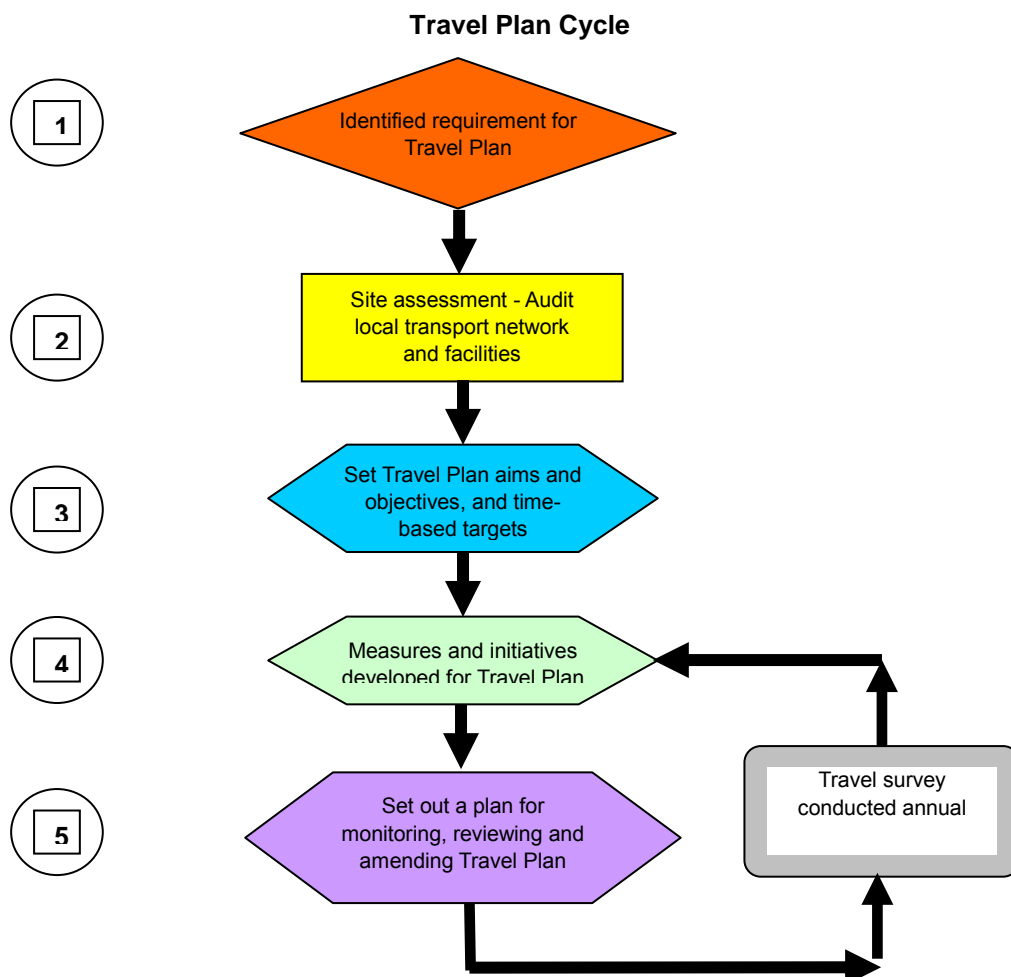 Travel Plan Cycle
1
Identified requirement for
Travel Plan
2
Site assessment - Audit
local transport network
and facilities
3
Set Travel Plan aims and
objectives, and time-
based targets
4
Measures and initiatives
developed for Travel Plan
5
Set out a plan for
monitoring, reviewing and
amending Travel Plan
Travel survey
conducted annual